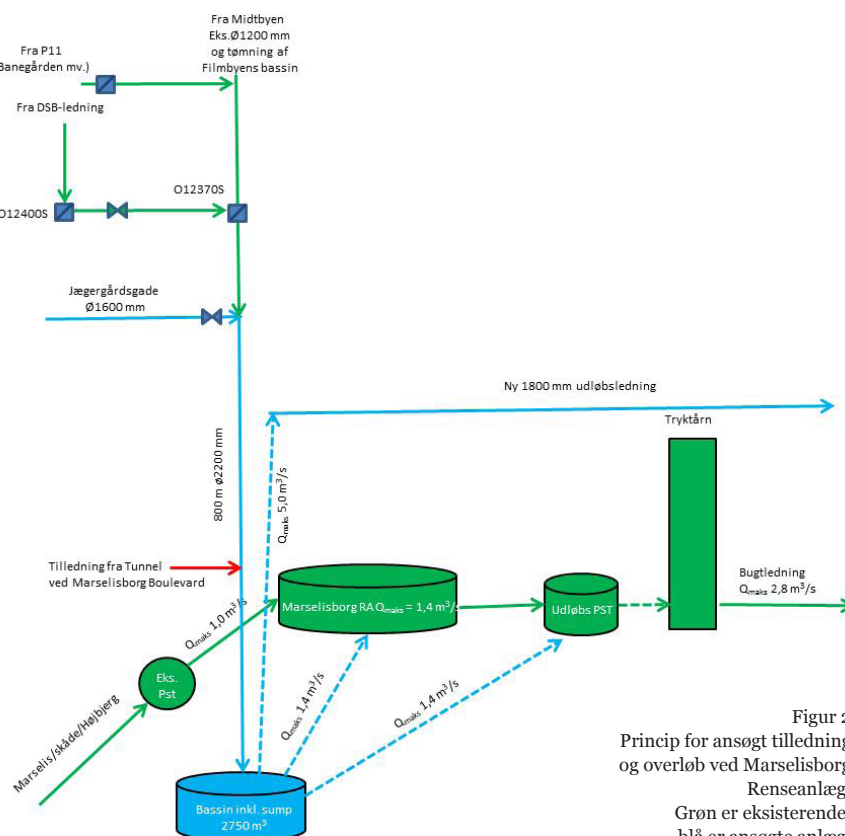 Fra Midtbyen
Eks.Ø1200 mm
og tømning af
Filmbyens bassin
Fra P11
Banegården mv.)
Fra DSB-ledning
O12370S
O12400S
Jægergårdsgade
Ø1600 mm
Ny 1800 mm udløbsledning
Tryktårn
800 m ø2200 mm
Qmaks 5,0 m³/s
Tilledning fra Tunnel
ved Marselisborg Boulevard
Marselisborg RA Qmaks = 1,4 m³/s
Udløbs PST
Bugtledning
Qmaks 2,8 m³/s
Qmaks 1,0 m³/s
Eks.
Pst
Qmaks 1,4 m³/s
Qmaks 1,4 m³/s
Marselis/skåde/Højbjerg
Bassin inkl. sump
2750 m³
Figur 2
Princip for ansøgt tilledning
og overløb ved Marselisborg
Renseanlæg
Grøn er eksisterende
blå er ansøgte anlæg